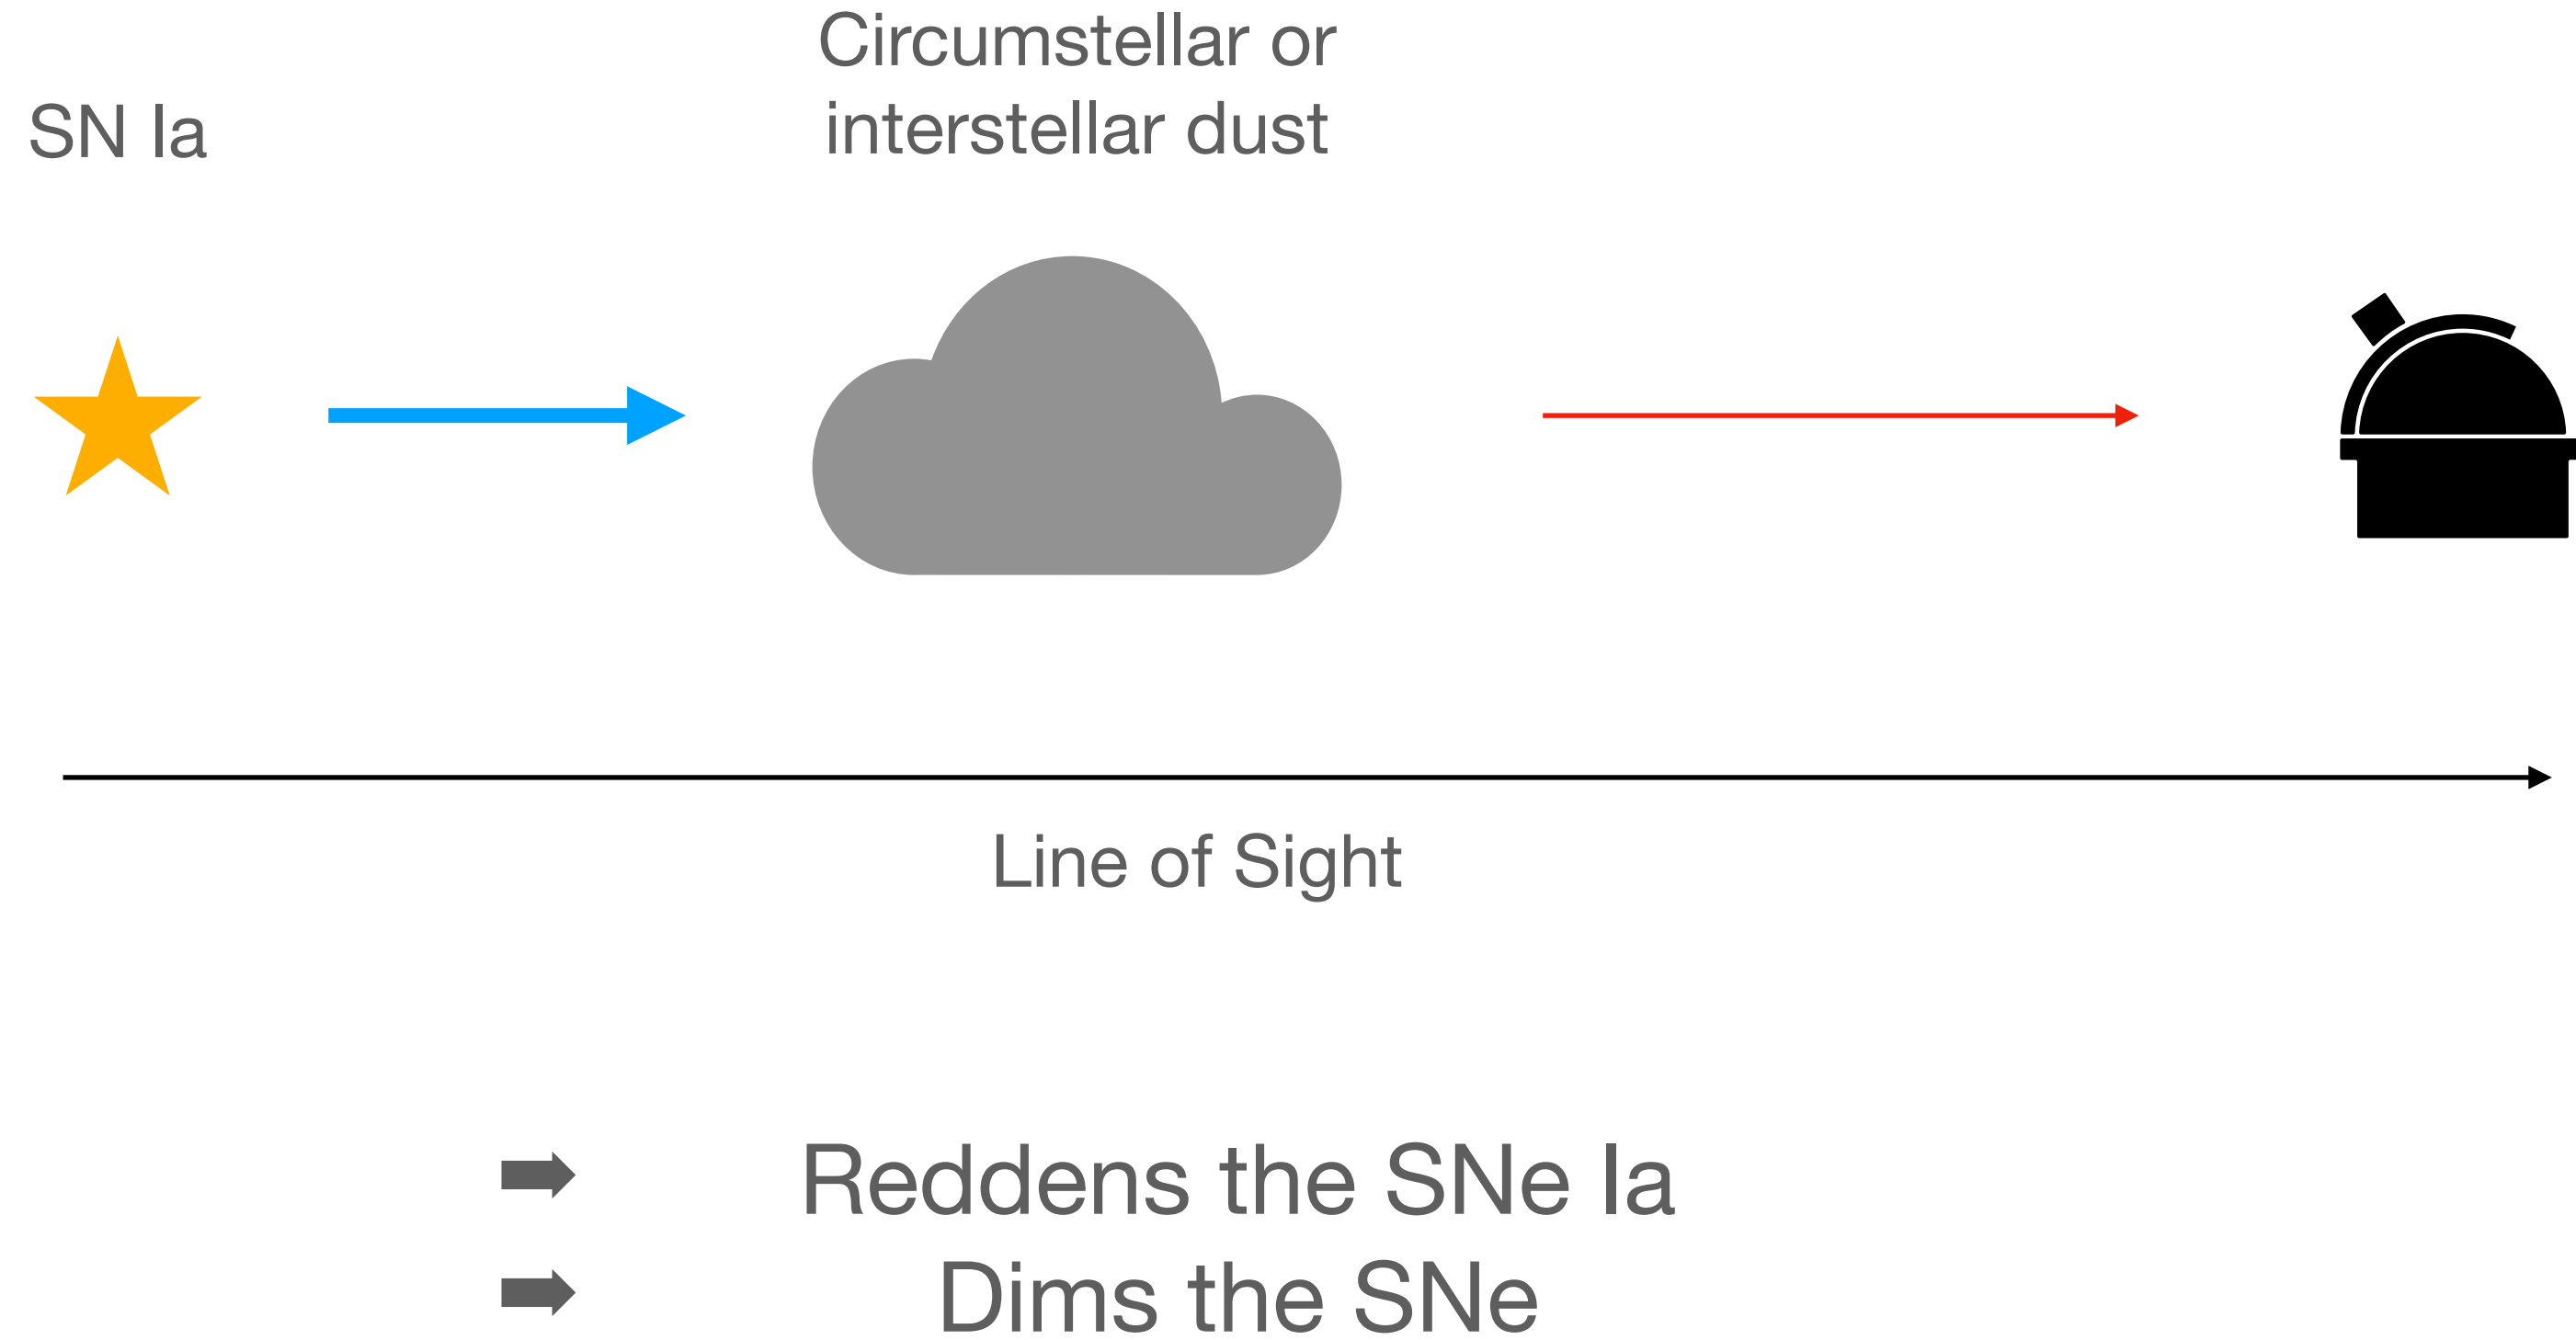 Circumstellar or
interstellar dust
SN Ia
Line of Sight
Reddens the SNe Ia
Dims the SNe